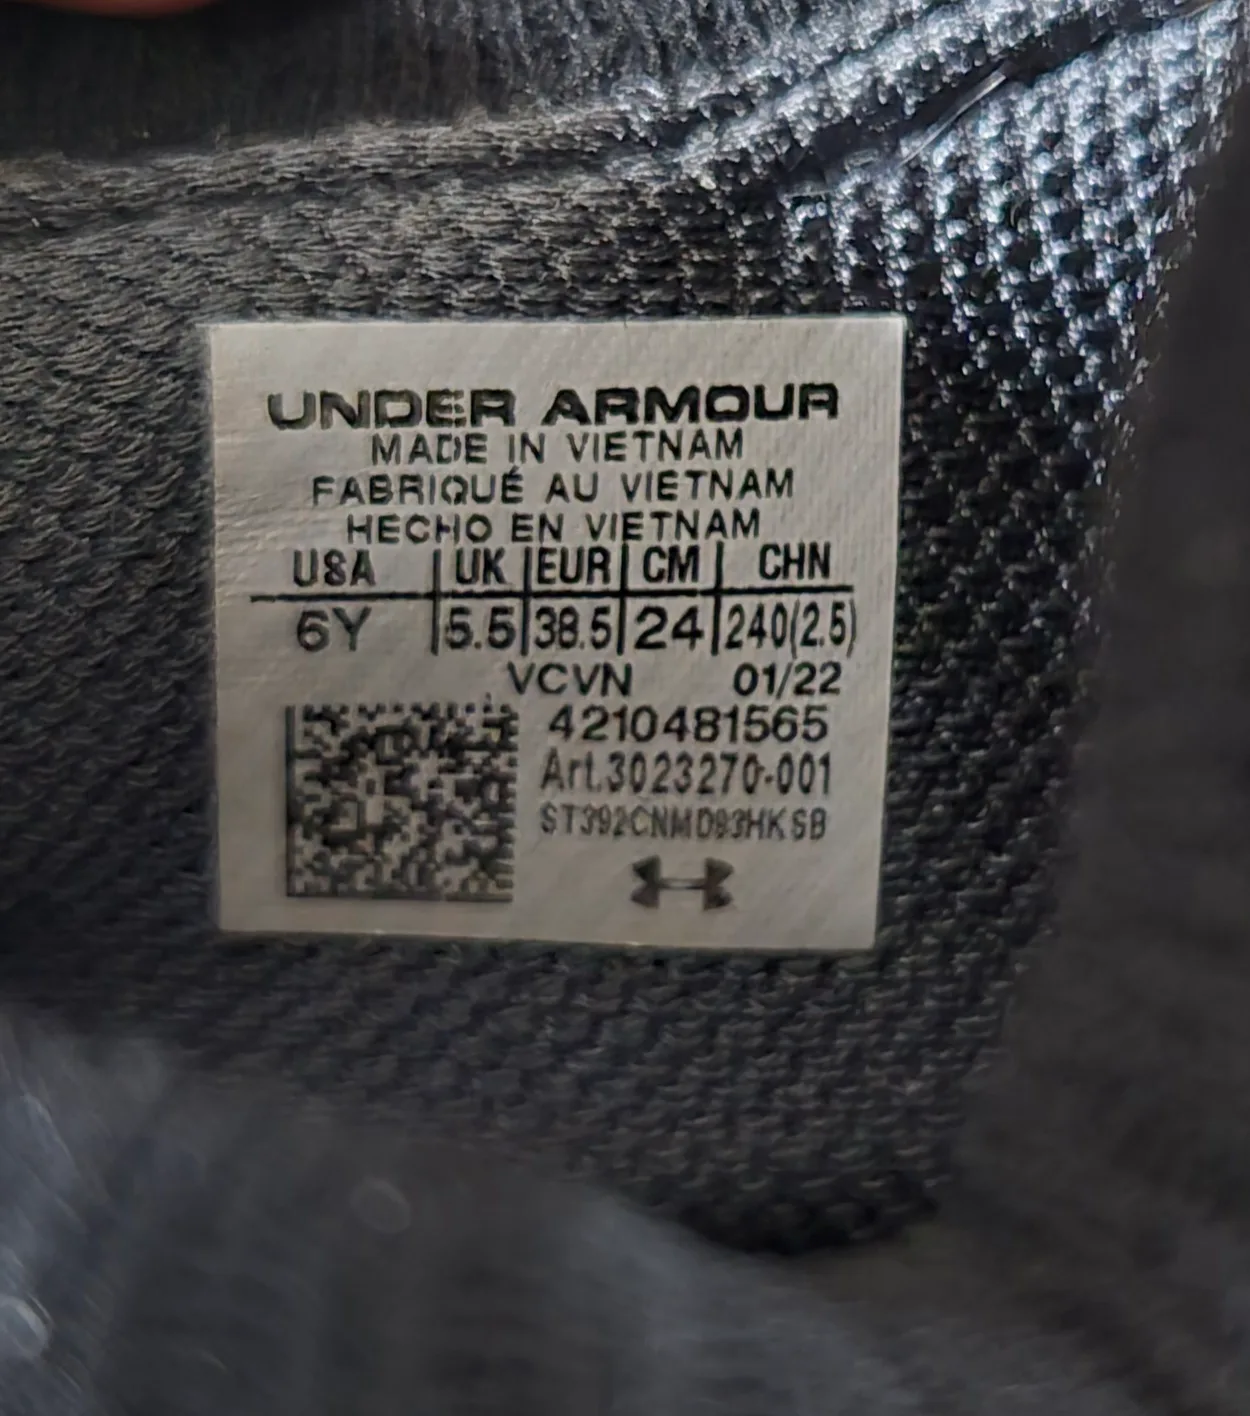 UNDER ARMOUR
MADE IN VIETNAM
FABRIQUÉ AU VIETNAM
HECHO EN VIETNAM
USA | UK | EUR | CM | CHN
6Y | 5.5 | 38.5 | 24 | 240(2.5)
VCVN 01/22
4210481565
Art.3023270-001
ST392CNMD93HKSB